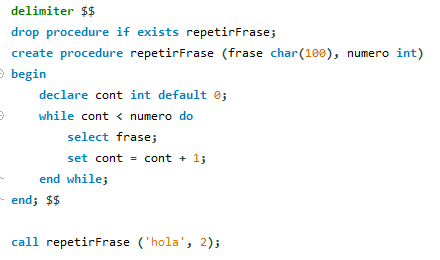 delimiter $$
drop procedure if exists repetirFrase;
create procedure repetirFrase (frase char(100), numero int)
begin
    declare cont int default 0;
    while cont < numero do
        select frase;
        set cont = cont + 1;
    end while;
end; $$

call repetirFrase ('hola', 2);